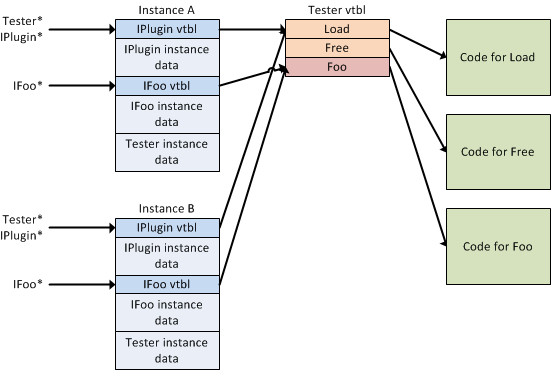 Instance A
Tester vtbl
Tester*
IPlugin*
IPlugin vtbl
Load
IPlugin instance
data
Free
Foo
Code for Load
IFoo*
IFoo vtbl
IFoo instance
data
Tester instance
data
Code for Free
Instance B
Tester*
IPlugin*
IPlugin vtbl
IPlugin instance
data
Code for Foo
IFoo*
IFoo vtbl
IFoo instance
data
Tester instance
data